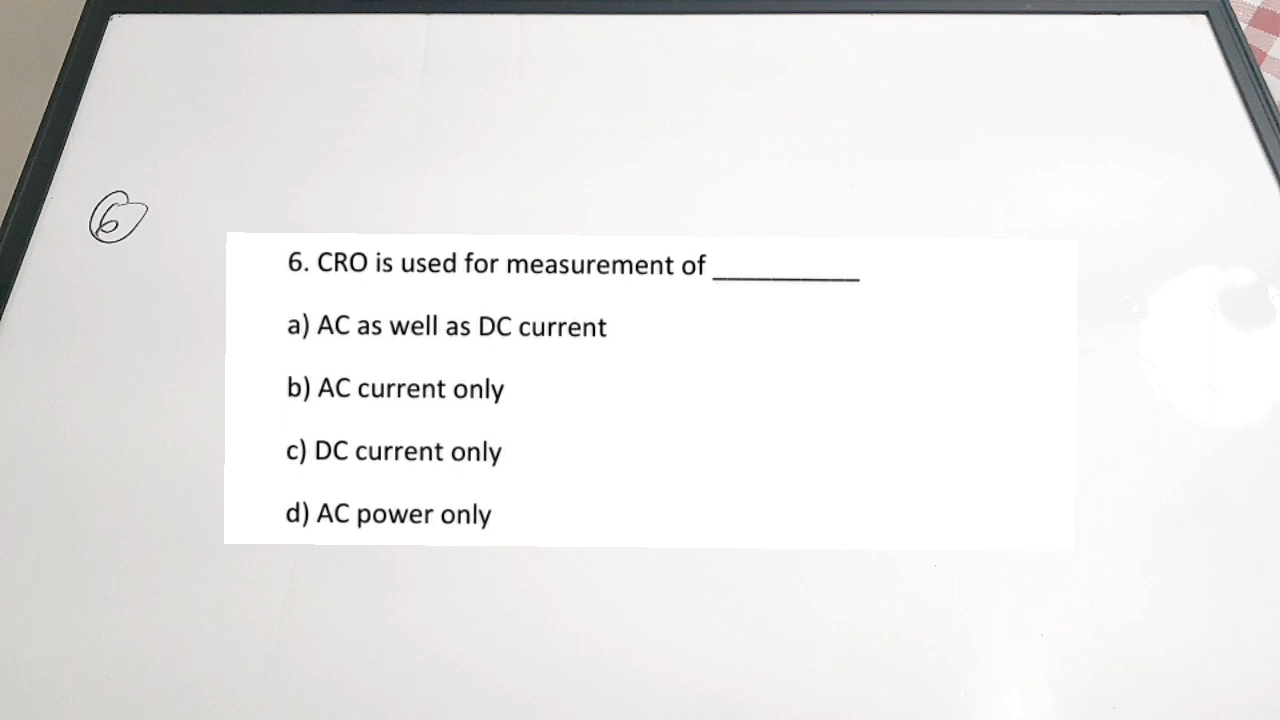 6
6. CRO is used for measurement of __________
a) AC as well as DC current
b) AC current only
c) DC current only
d) AC power only